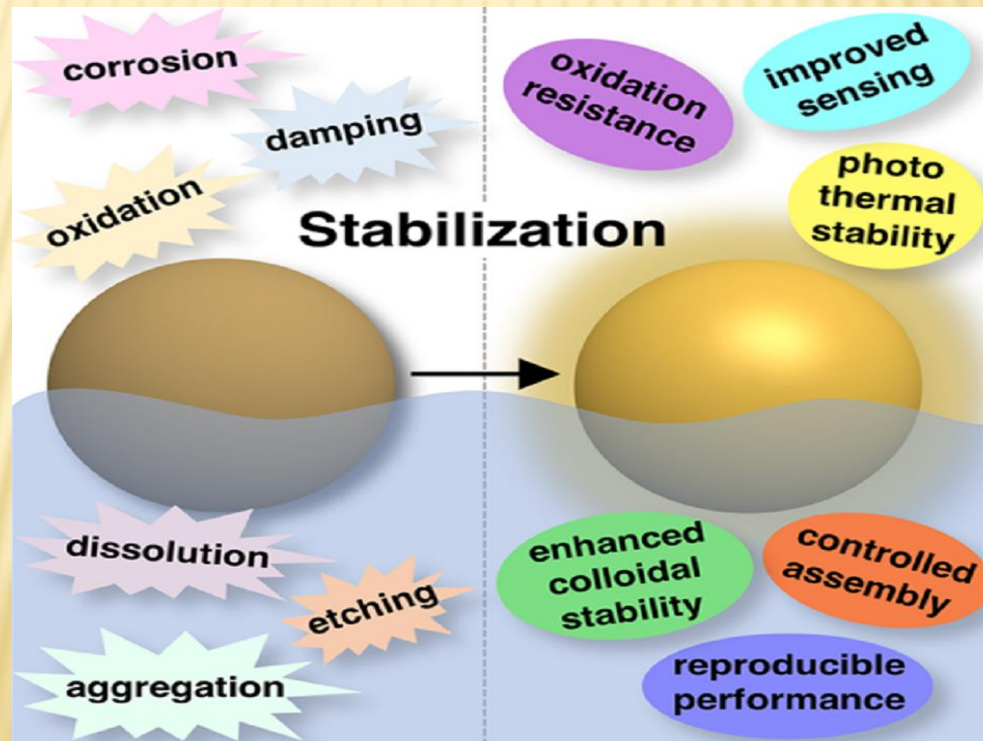 corrosion
damping
oxidation
oxidation
resistance
improved
sensing
photo
thermal
stability
Stabilization
dissolution
etching
aggregation
enhanced
colloidal
stability
controlled
assembly
reproducible
performance